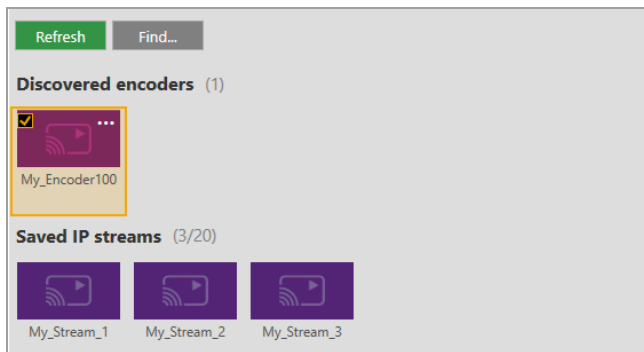 Refresh Find...
Discovered encoders (1)
My_Encoder100
Saved IP streams (3/20)
My_Stream_1 My_Stream_2 My_Stream_3